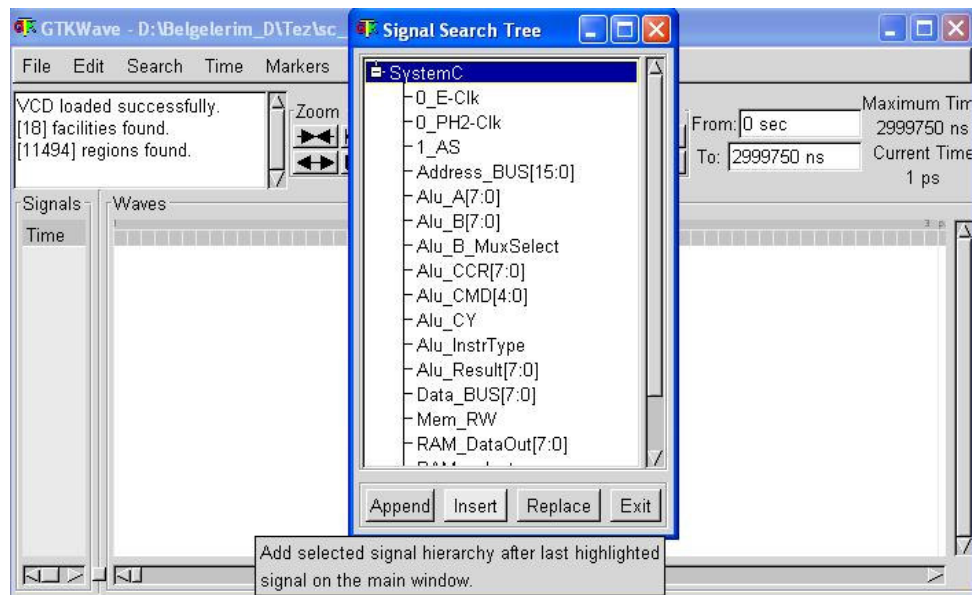 GTKWave - D:\Belgelerim_D\Tez\sc_
Signal Search Tree
File Edit Search Time Markers
VCD loaded successfully.
[18] facilities found.
[11494] regions found.
Zoom
From: 0 sec
To: 2999750 ns
Maximum Tim
2999750 ns
Current Time
1 ps
Signals
Waves
Time
SystemC
0_E-Clk
0_PH2-Clk
1_AS
Address_BUS[15:0]
Alu_A[7:0]
Alu_B[7:0]
Alu_B_MuxSelect
Alu_CCR[7:0]
Alu_CMD[4:0]
Alu_CY
Alu_InstrType
Alu_Result[7:0]
Data_BUS[7:0]
Mem_RW
RAM_DataOut[7:0]
Append Insert Replace Exit
Add selected signal hierarchy after last highlighted
signal on the main window.